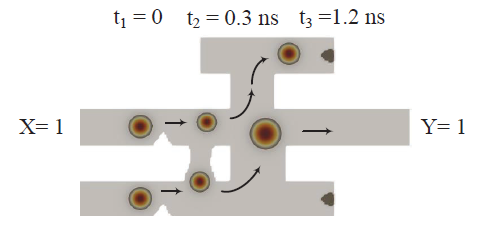 t₁ = 0 t₂ = 0.3 ns t₃ =1.2 ns
X= 1
Y= 1